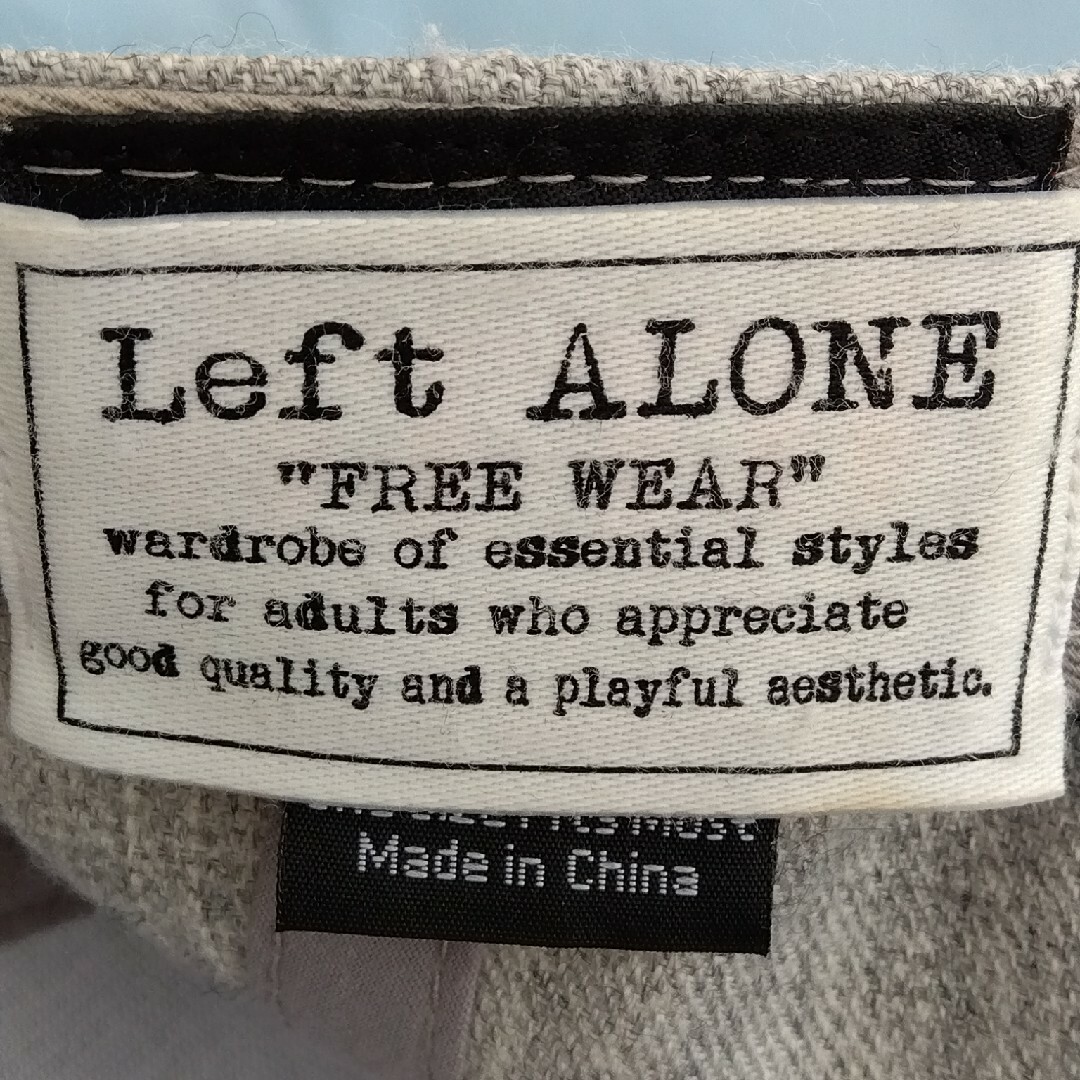 Left ALONE
"FREE WEAR"
wardrobe of essential styles
for adults who appreciate
good quality and a playful aesthetic.
Made in China